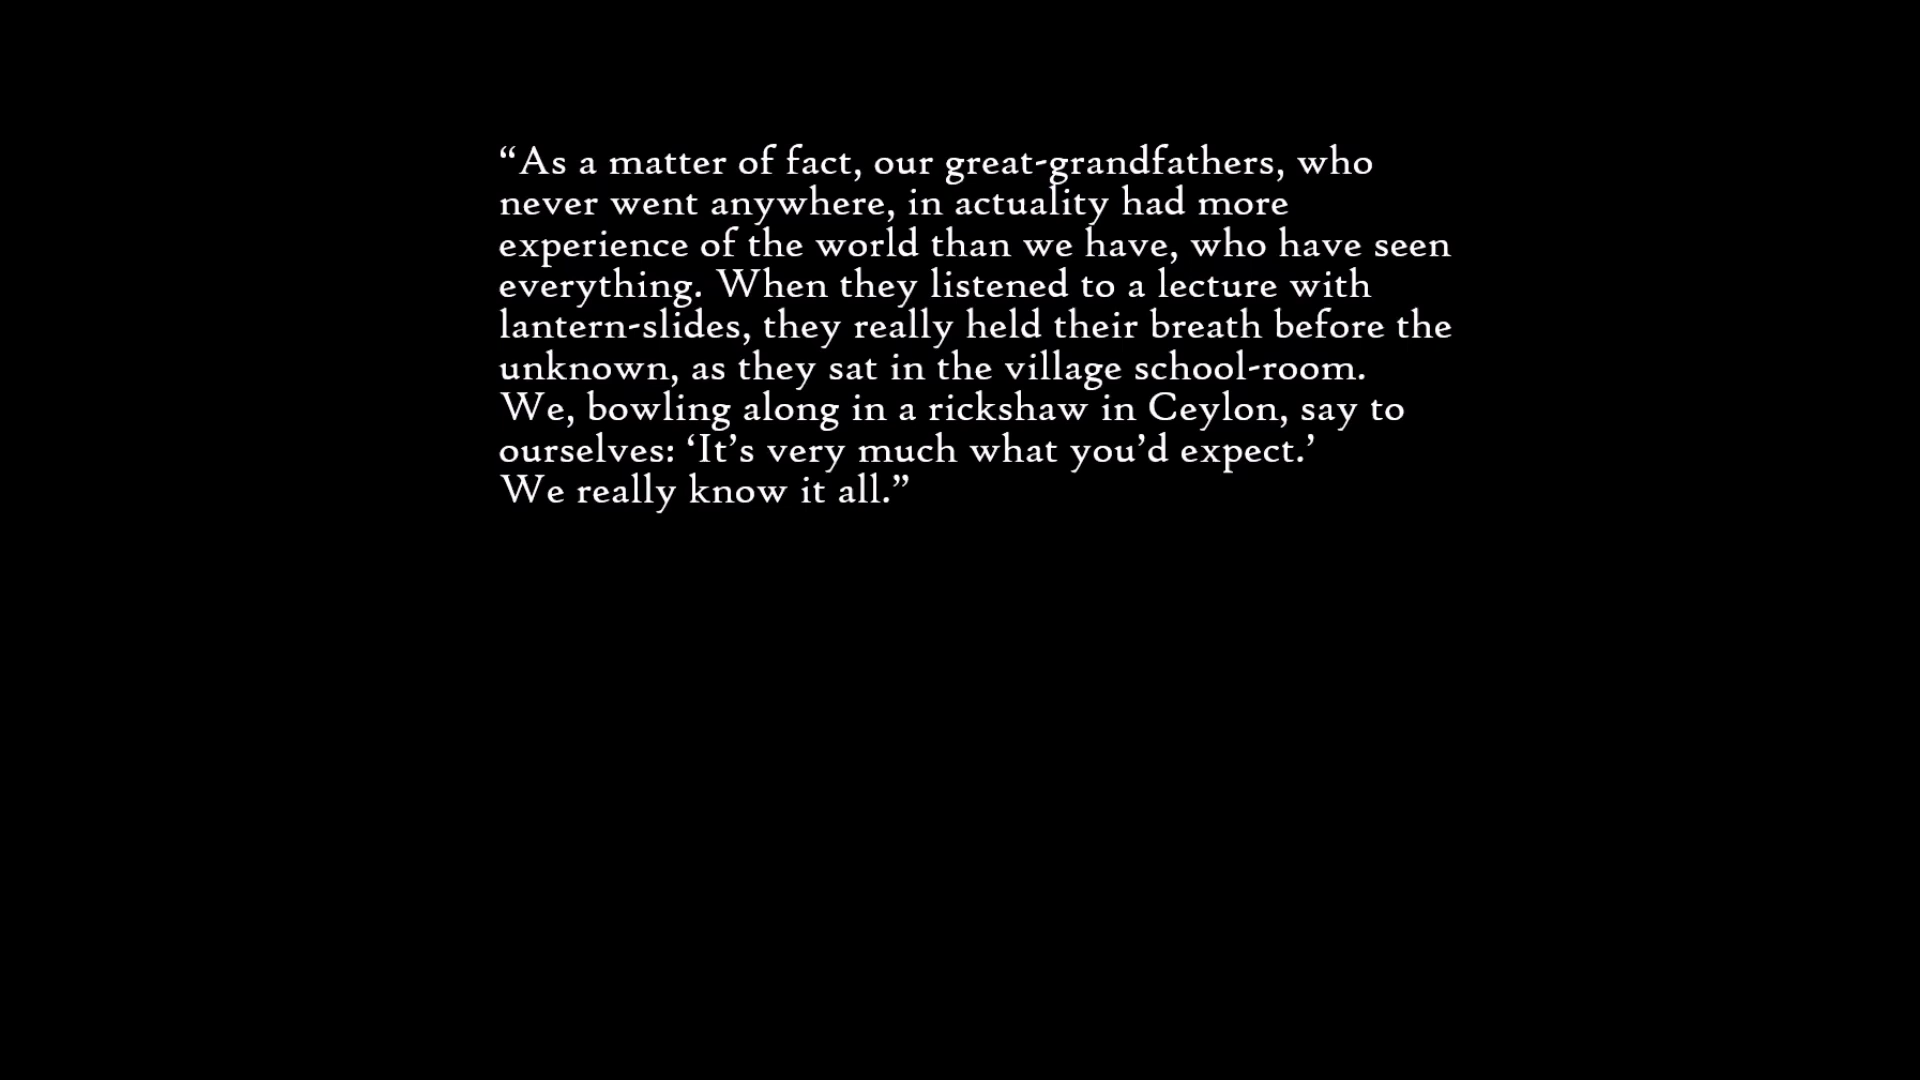 “As a matter of fact, our great-grandfathers, who
never went anywhere, in actuality had more
experience of the world than we have, who have seen
everything. When they listened to a lecture with
lantern-slides, they really held their breath before the
unknown, as they sat in the village school-room.
We, bowling along in a rickshaw in Ceylon, say to
ourselves: ‘It’s very much what you’d expect.’
We really know it all.”